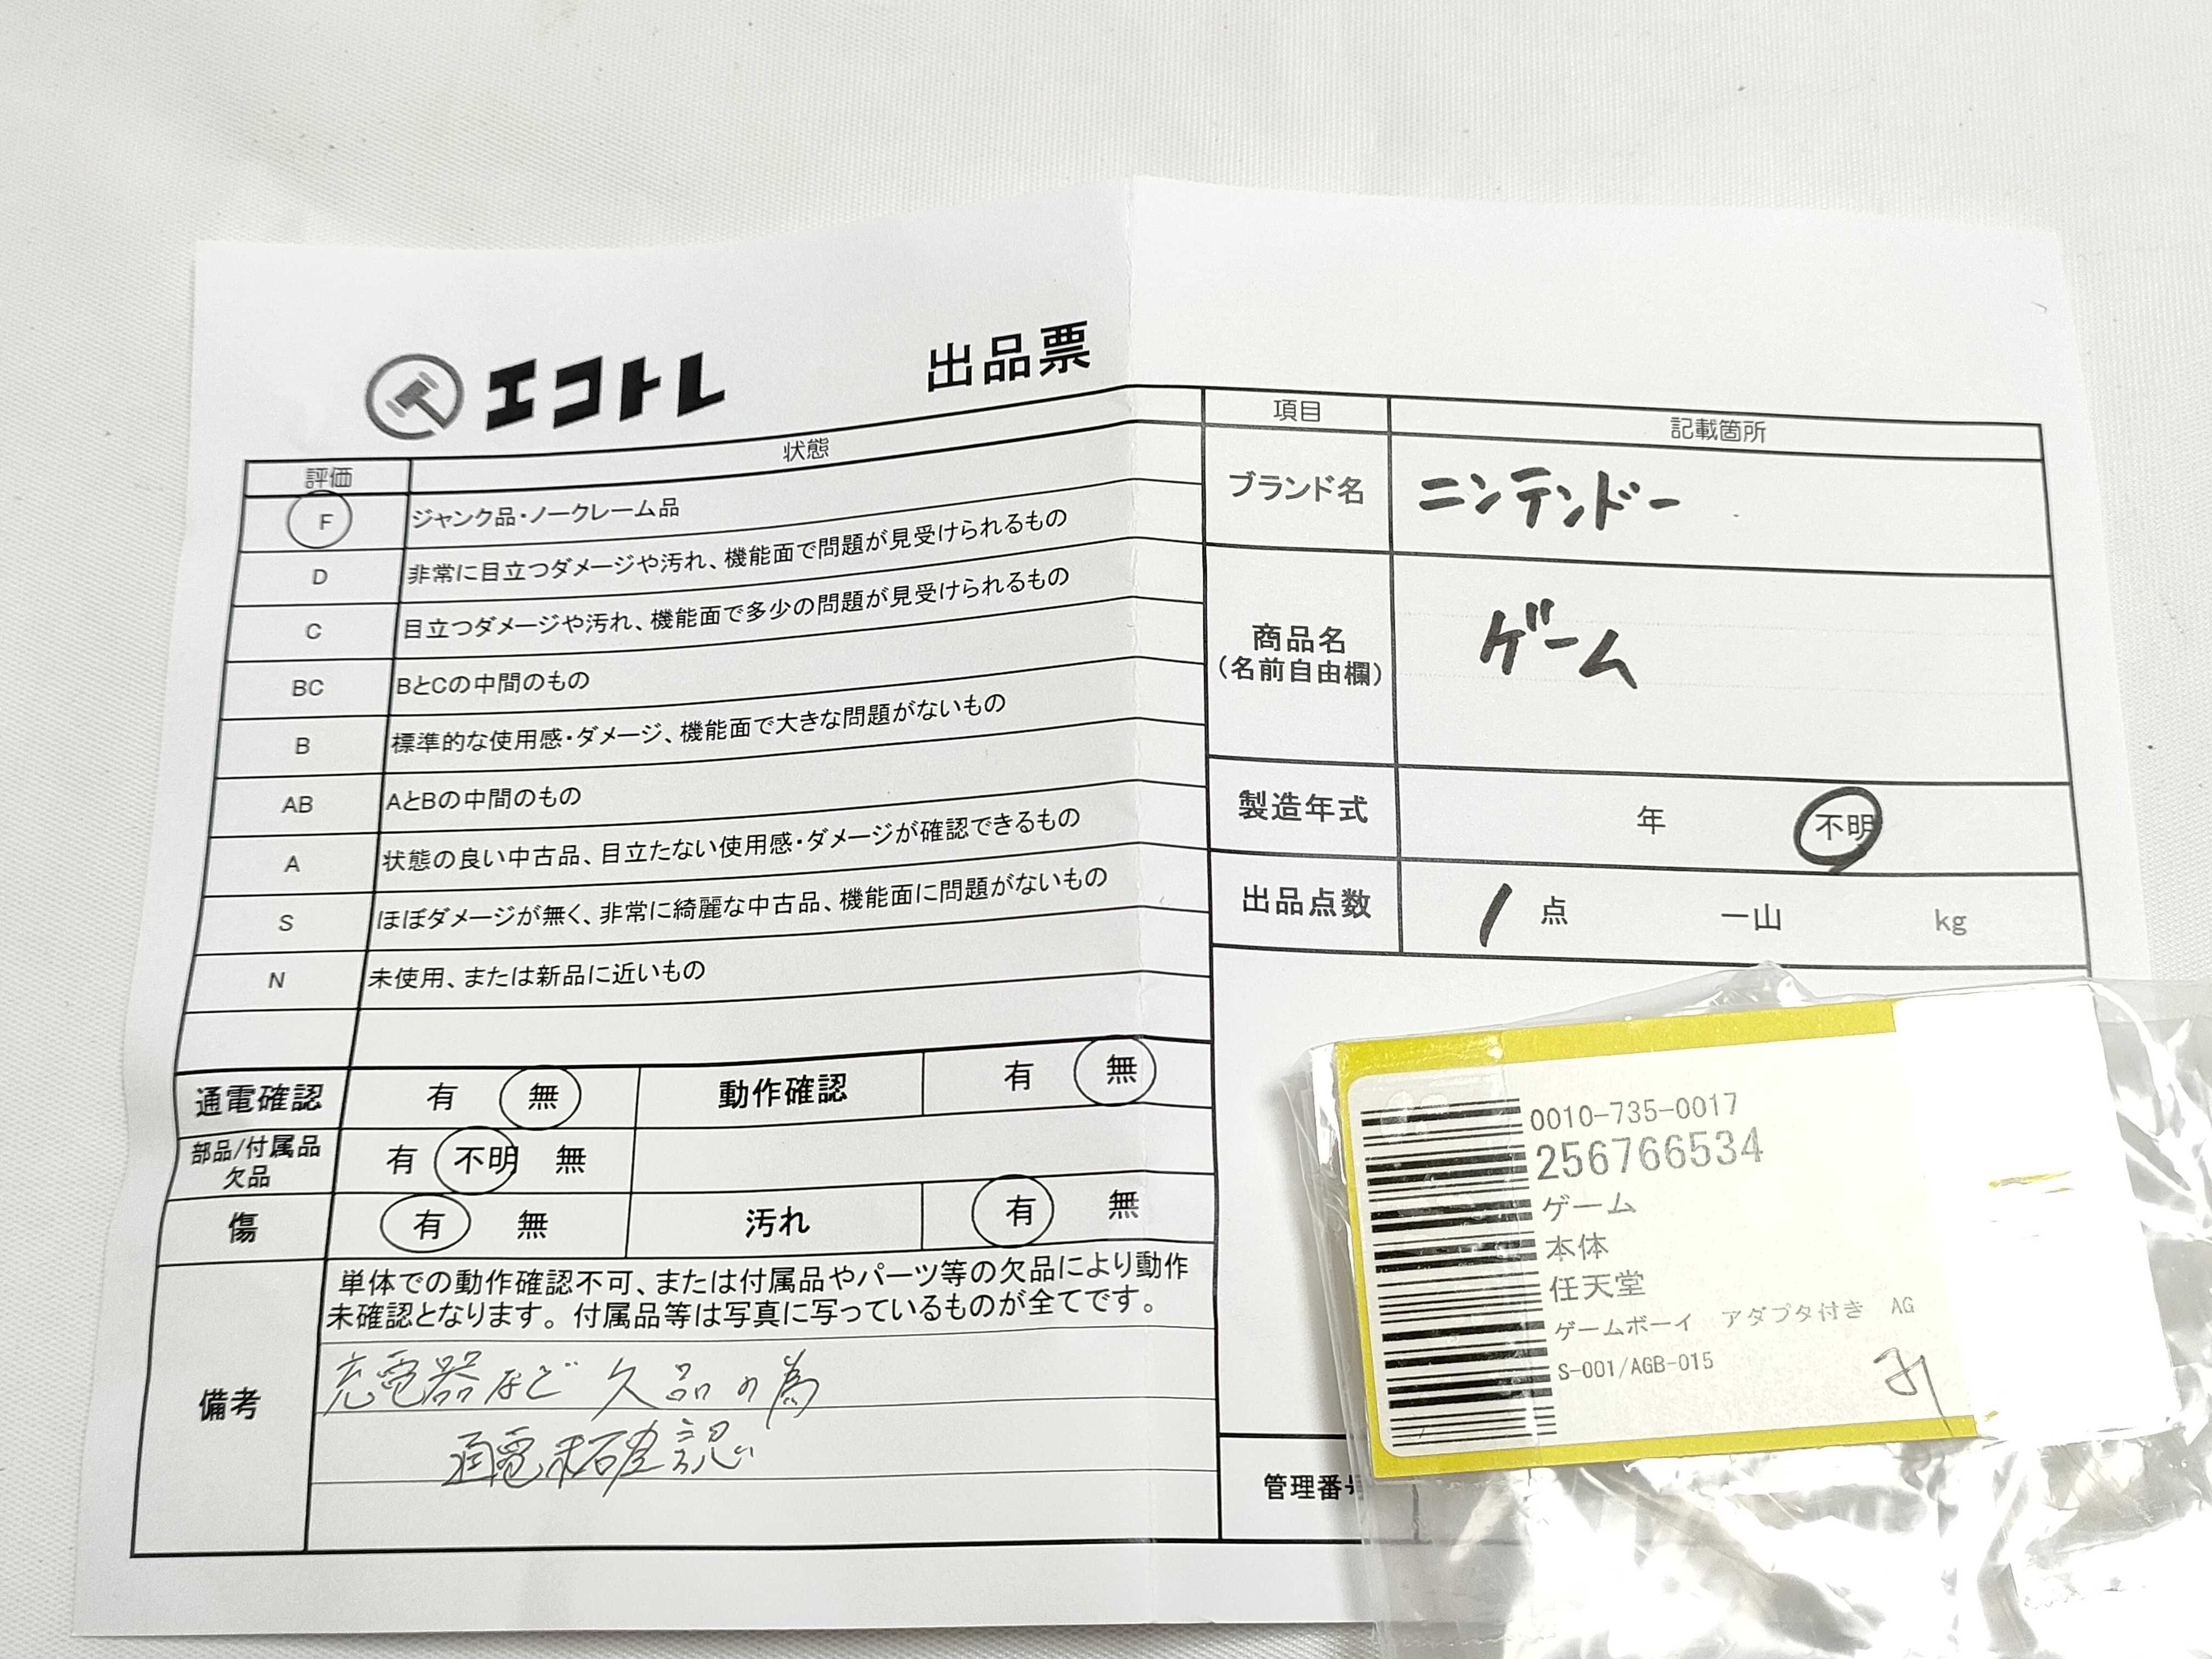 エコトレ 出品票
評価 状態
F ジャンク品・ノークレーム品
D 非常に目立つダメージや汚れ、機能面で問題が見受けられるもの
C 目立つダメージや汚れ、機能面で多少の問題が見受けられるもの
BC BとCの中間のもの
B 標準的な使用感・ダメージ、機能面で大きな問題がないもの
AB AとBの中間のもの
A 状態の良い中古品、目立たない使用感・ダメージが確認できるもの
S ほぼダメージが無く、非常に綺麗な中古品、機能面に問題がないもの
N 未使用、または新品に近いもの
通電確認 有 無 動作確認 有 無
部品/付属品
欠品 有 不明 無
傷 有 無 汚れ 有 無
備考
単体での動作確認不可、または付属品やパーツ等の欠品により動作
未確認となります。付属品等は写真に写っているものが全てです。
充電器など欠品の為
通電未確認
項目 記載箇所
ブランド名 ニンテンドー
商品名
(名前自由欄) ゲーム
製造年式 年 不明
出品点数 1 点 一山 kg
管理番号
0010-735-0017
256766534
ゲーム
本体
任天堂
ゲームボーイ アダプタ付き AG
S-001/AGB-015